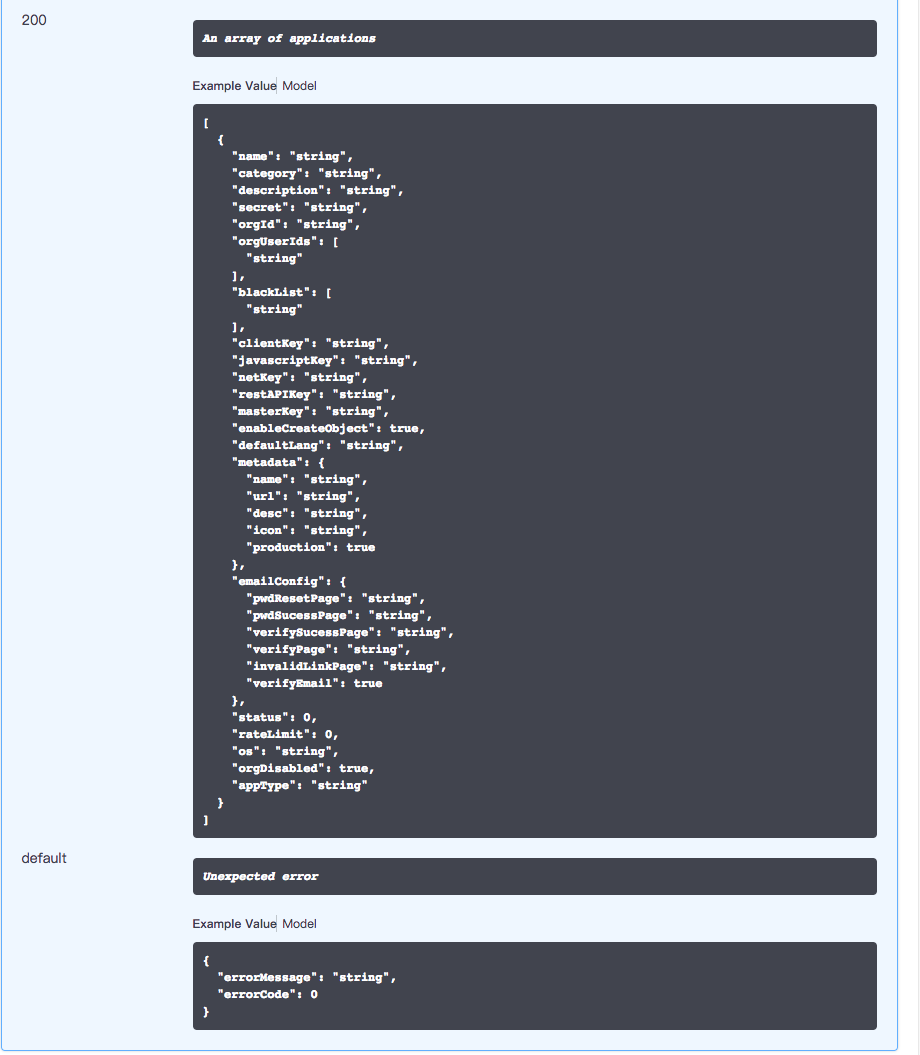 200
An array of applications
Example Value Model
[
  {
    "name": "string",
    "category": "string",
    "description": "string",
    "secret": "string",
    "orgId": "string",
    "orgUserIds": [
      "string"
    ],
    "blackList": [
      "string"
    ],
    "clientKey": "string",
    "javascriptKey": "string",
    "netKey": "string",
    "restAPIKey": "string",
    "masterKey": "string",
    "enableCreateObject": true,
    "defaultLang": "string",
    "metadata": {
      "name": "string",
      "url": "string",
      "desc": "string",
      "icon": "string",
      "production": true
    },
    "emailConfig": {
      "pwdResetPage": "string",
      "pwdSucessPage": "string",
      "verifySucessPage": "string",
      "verifyPage": "string",
      "invalidLinkPage": "string",
      "verifyEmail": true
    },
    "status": 0,
    "rateLimit": 0,
    "os": "string",
    "orgDisabled": true,
    "appType": "string"
  }
]
default
Unexpected error
Example Value Model
{
  "errorMessage": "string",
  "errorCode": 0
}